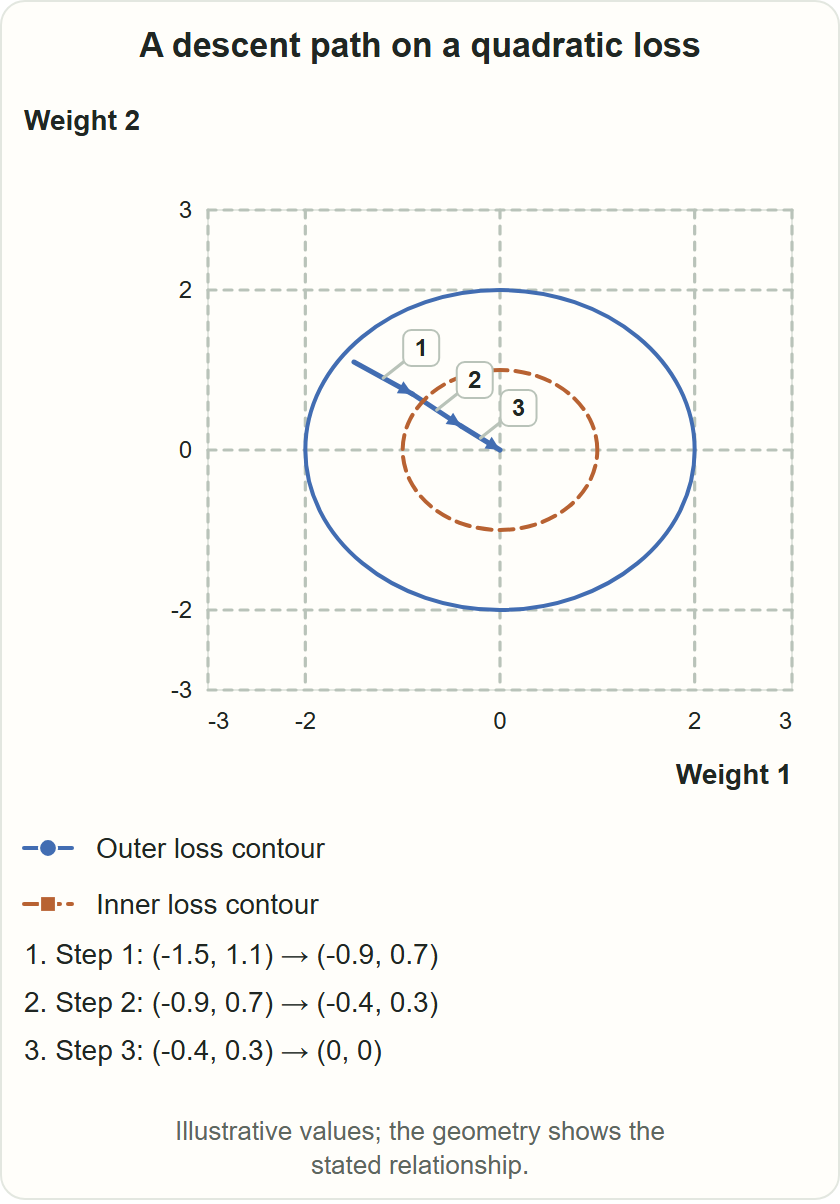 A descent path on a quadratic loss
Weight 2
3
2
0
-2
-3
1
2
3
-3
-2
0
2
3
Weight 1
Outer loss contour
Inner loss contour
1. Step 1: (-1.5, 1.1) → (-0.9, 0.7)
2. Step 2: (-0.9, 0.7) → (-0.4, 0.3)
3. Step 3: (-0.4, 0.3) → (0, 0)
Illustrative values; the geometry shows the
stated relationship.